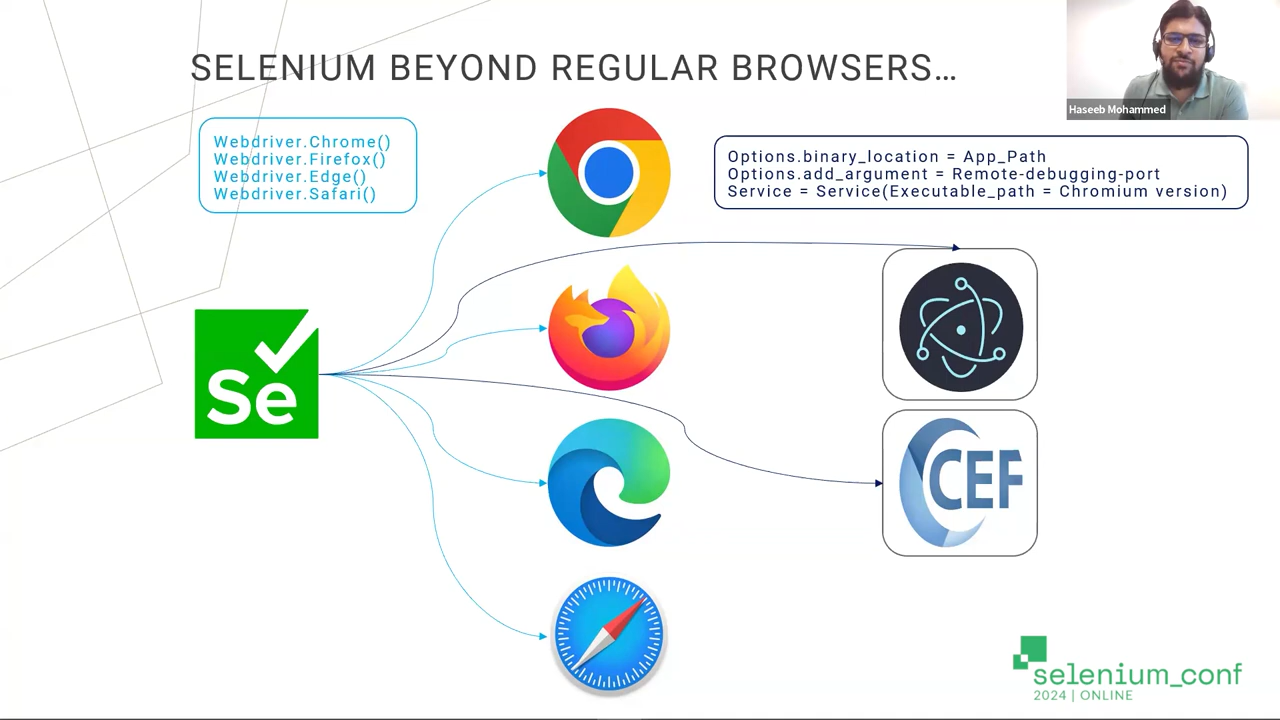 SELENIUM BEYOND REGULAR BROWSERS…
Haseeb Mohammed
Webdriver.Chrome()
Webdriver.Firefox()
Webdriver.Edge()
Webdriver.Safari()
Options.binary_location = App_Path
Options.add_argument = Remote-debugging-port
Service = Service(Executable_path = Chromium version)
Se
CEF
selenium_conf
2024 | ONLINE